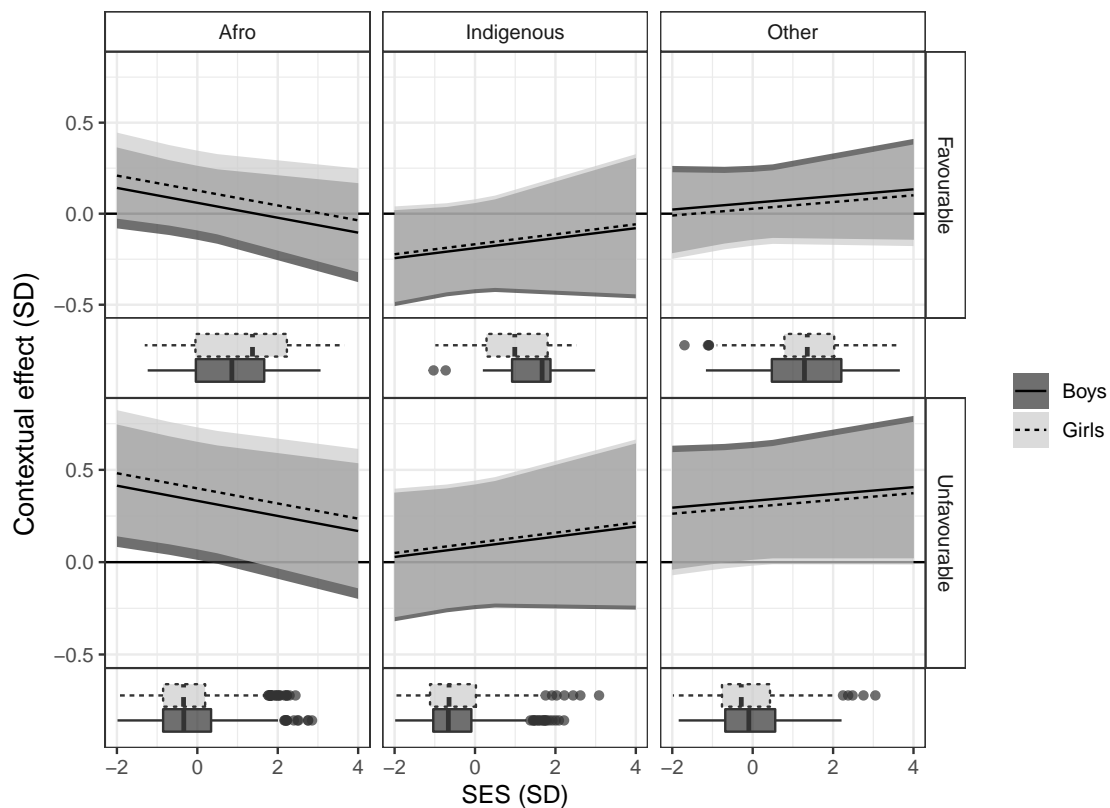 Afro
Indigenous
Other
Contextual effect (SD)
0.5
0.0
−0.5
Favourable
0.5
0.0
−0.5
Unfavourable
−2 0 2 4
−2 0 2 4
−2 0 2 4
SES (SD)
Boys
Girls